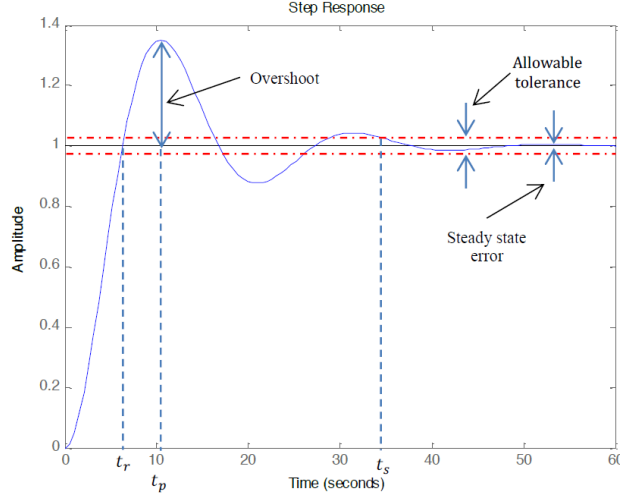 Step Response
1.4
1.2
1
0.8
0.6
0.4
0.2
0
Amplitude
Overshoot
Allowable
tolerance
Steady state
error
0 10 20 30 40 50 60
t_r
t_p
t_s
Time (seconds)